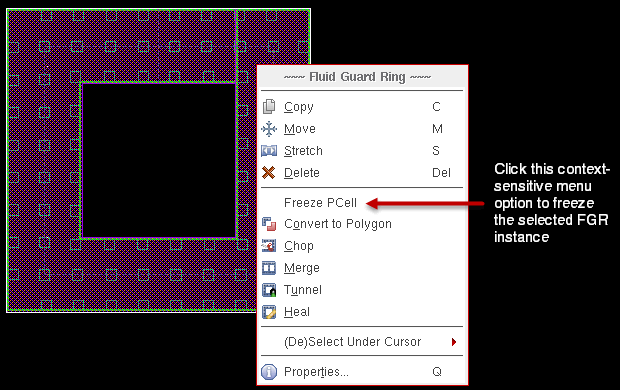 ~~~ Fluid Guard Ring ~~~
Copy C
Move M
Stretch S
Delete Del
Freeze PCell
Convert to Polygon
Chop
Merge
Tunnel
Heal
(De)Select Under Cursor
Properties... Q
Click this context-
sensitive menu
option to freeze
the selected FGR
instance